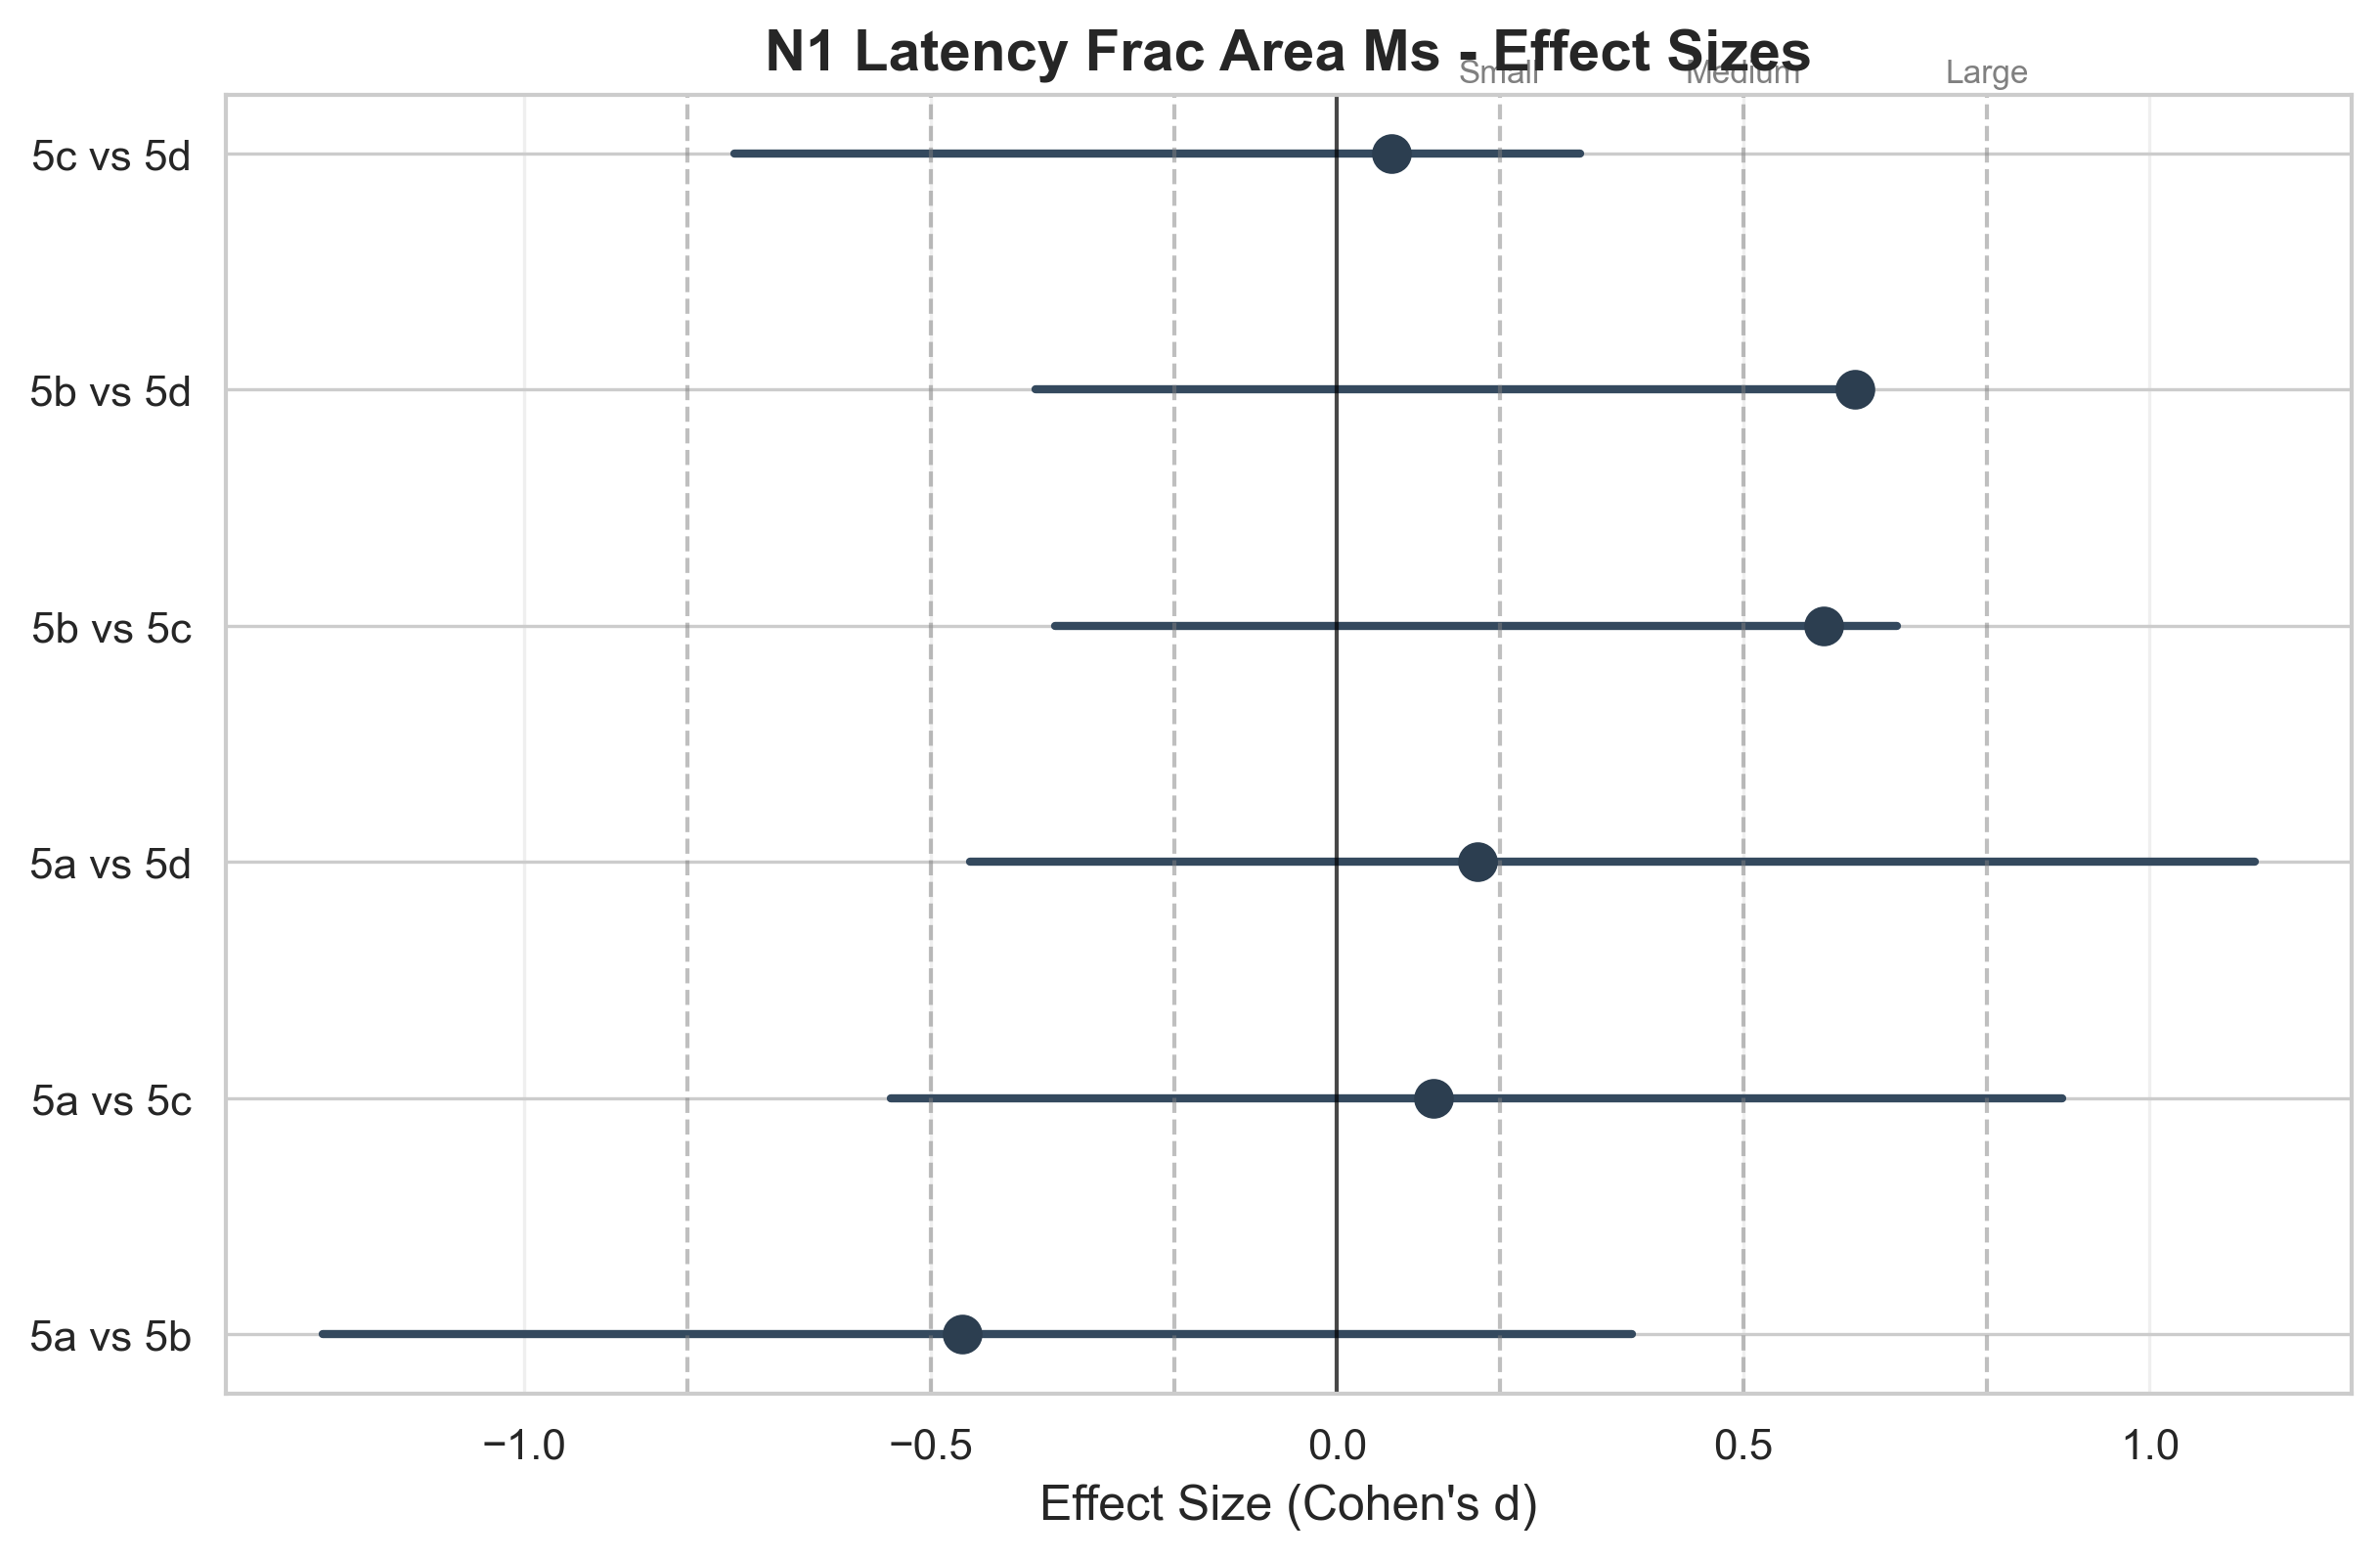 N1 Latency Frac Area Ms - Effect Sizes
Small Medium Large
5c vs 5d
5b vs 5d
5b vs 5c
5a vs 5d
5a vs 5c
5a vs 5b
−1.0 −0.5 0.0 0.5 1.0
Effect Size (Cohen's d)